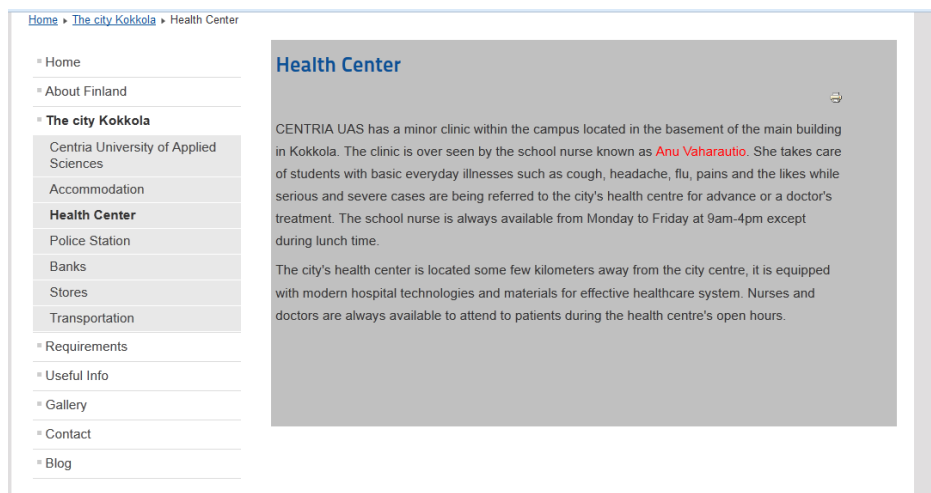 Home ▸ The city Kokkola ▸ Health Center
Home
About Finland
The city Kokkola
Centria University of Applied
Sciences
Accommodation
Health Center
Police Station
Banks
Stores
Transportation
Requirements
Useful Info
Gallery
Contact
Blog
Health Center
CENTRIA UAS has a minor clinic within the campus located in the basement of the main building
in Kokkola. The clinic is over seen by the school nurse known as Anu Vaharautio. She takes care
of students with basic everyday illnesses such as cough, headache, flu, pains and the likes while
serious and severe cases are being referred to the city's health centre for advance or a doctor's
treatment. The school nurse is always available from Monday to Friday at 9am-4pm except
during lunch time.
The city's health center is located some few kilometers away from the city centre, it is equipped
with modern hospital technologies and materials for effective healthcare system. Nurses and
doctors are always available to attend to patients during the health centre's open hours.